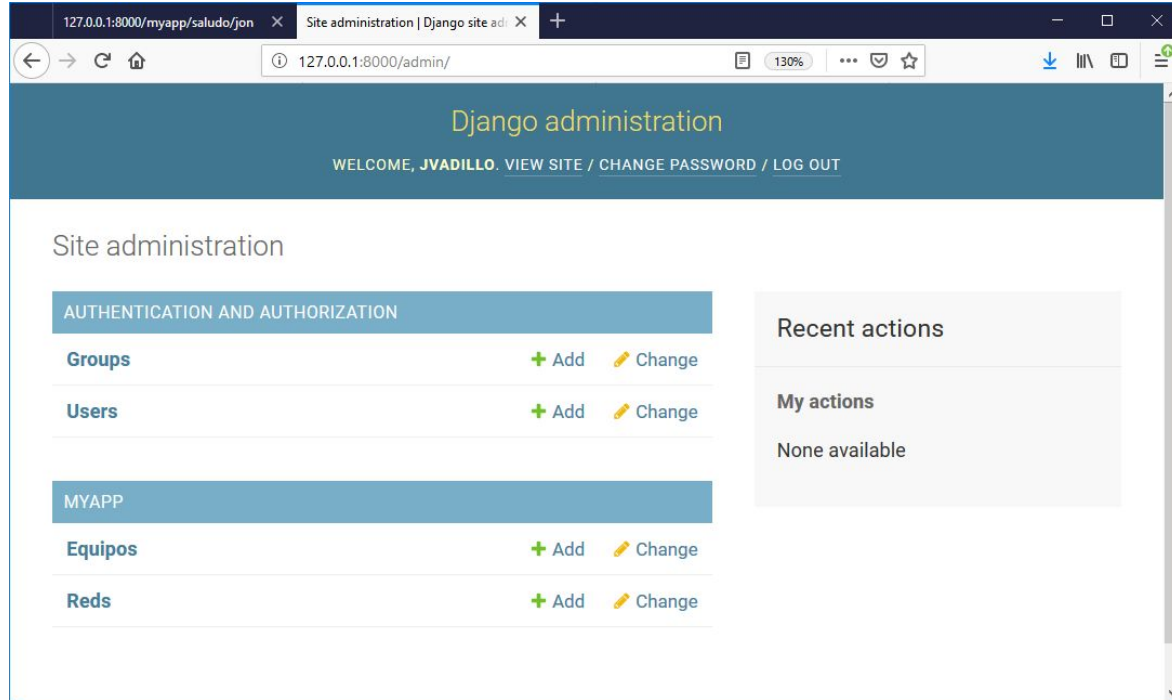 127.0.0.1:8000/myapp/saludo/jon
Site administration | Django site ad
127.0.0.1:8000/admin/
130%
Django administration
WELCOME, JVADILLO. VIEW SITE / CHANGE PASSWORD / LOG OUT
Site administration
AUTHENTICATION AND AUTHORIZATION
Groups Add Change
Users Add Change
MYAPP
Equipos Add Change
Reds Add Change
Recent actions
My actions
None available